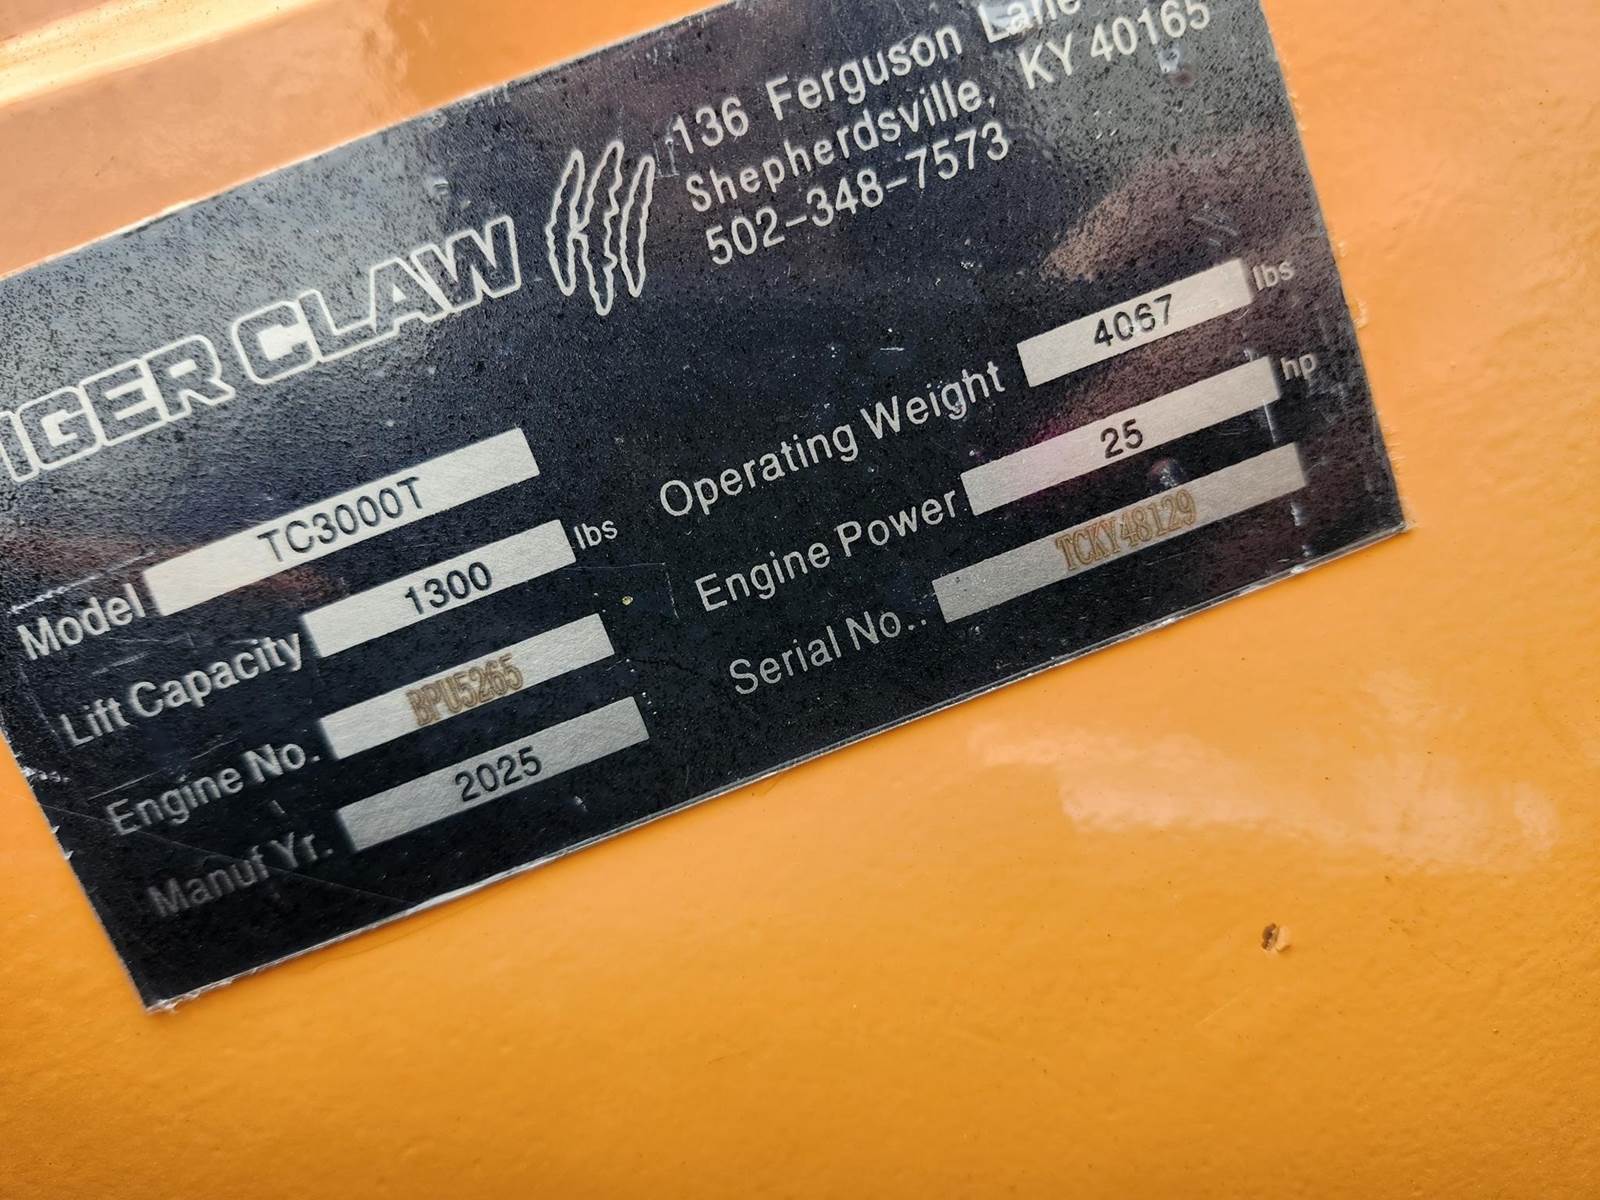 IGER CLAW
136 Ferguson Lane
Shepherdsville, KY 40165
502-348-7573
Model TC3000T
Lift Capacity 1300 lbs
Engine No. BPU5265
Manuf Yr. 2025
Operating Weight 4067 lbs
Engine Power 25 hp
Serial No.: TCKY48129